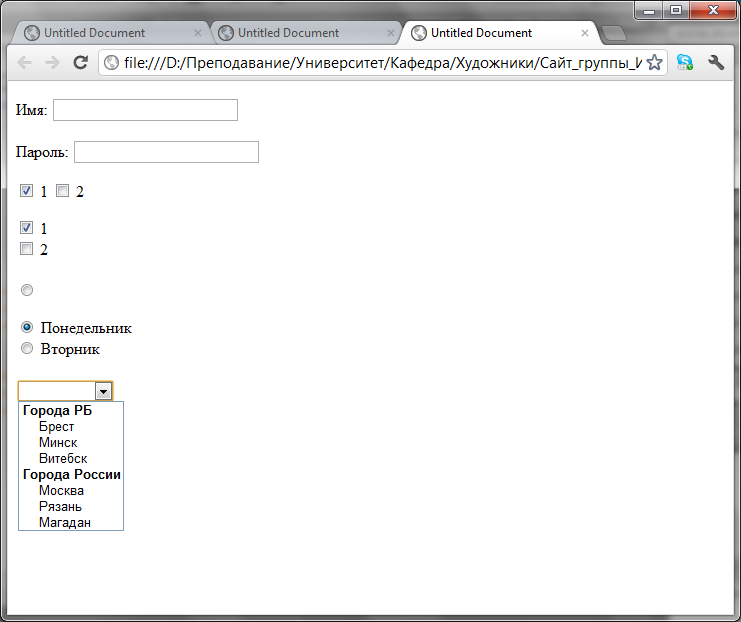 Untitled Document Untitled Document Untitled Document
file:///D:/Преподавание/Университет/Кафедра/Художники/Сайт_группы_И
Имя:
Пароль:
1 2
1
2
Понедельник
Вторник
Города РБ
Брест
Минск
Витебск
Города России
Москва
Рязань
Магадан